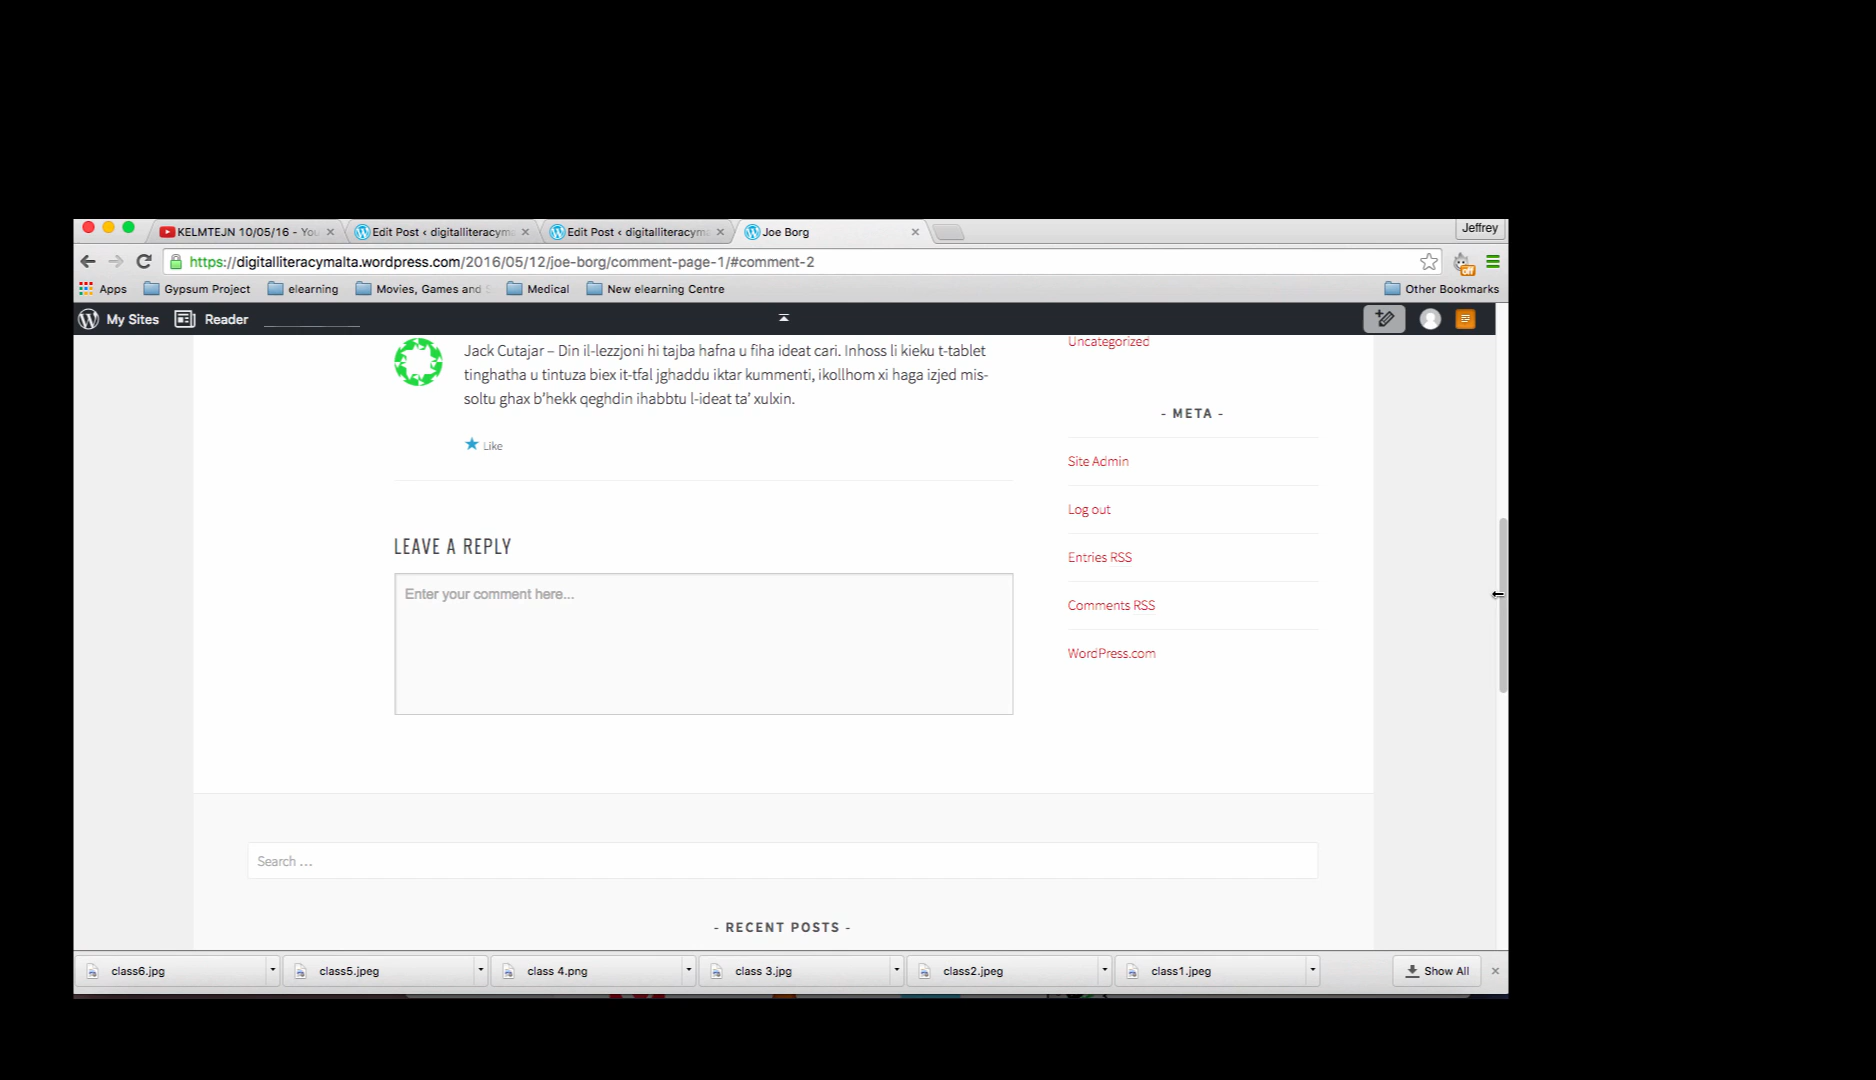 KELMTEJN 10/05/16 - You
Edit Post ‹ digitalliteracym
Edit Post ‹ digitalliteracyma
Joe Borg
Jeffrey
https://digitalliteracymalta.wordpress.com/2016/05/12/joe-borg/comment-page-1/#comment-2
off
Apps
Gypsum Project
elearning
Movies, Games and S
Medical
New elearning Centre
Other Bookmarks
My Sites
Reader
Jack Cutajar – Din il-lezzjoni hi tajba hafna u fiha ideat cari. Inhoss li kieku t-tablet
tinghatha u tintuza biex it-tfal jghaddu iktar kummenti, ikollhom xi haga izjed mis-
soltu ghax b’hekk qeghdin ihabbtu l-ideat ta’ xulxin.
Like
Uncategorized
- META -
Site Admin
Log out
Entries RSS
Comments RSS
WordPress.com
LEAVE A REPLY
Enter your comment here...
Search …
- RECENT POSTS -
class6.jpg
class5.jpeg
class 4.png
class 3.jpg
class2.jpeg
class1.jpeg
Show All